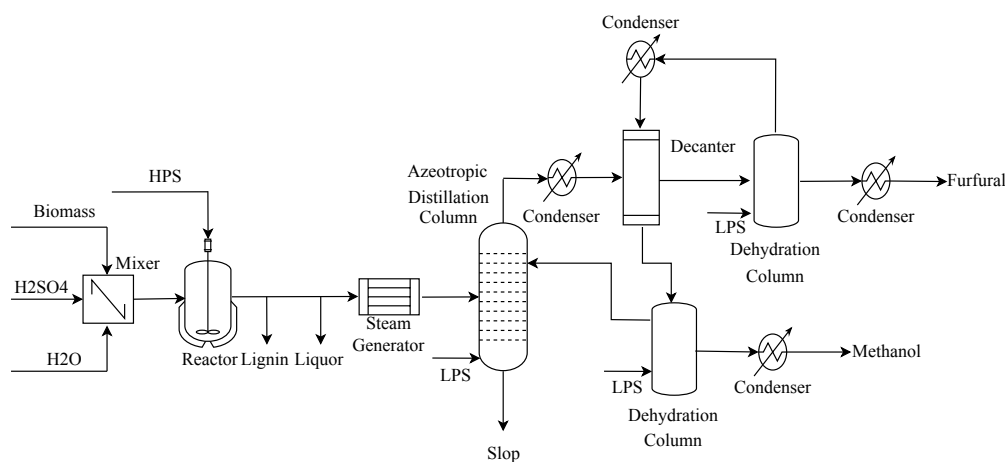 Condenser
HPS
Biomass
H2SO4
Mixer
H2O
Reactor
Lignin
Liquor
Steam
Generator
Azeotropic
Distillation
Column
LPS
Slop
Condenser
Decanter
LPS
Dehydration
Column
Condenser
Furfural
LPS
Dehydration
Column
Condenser
Methanol